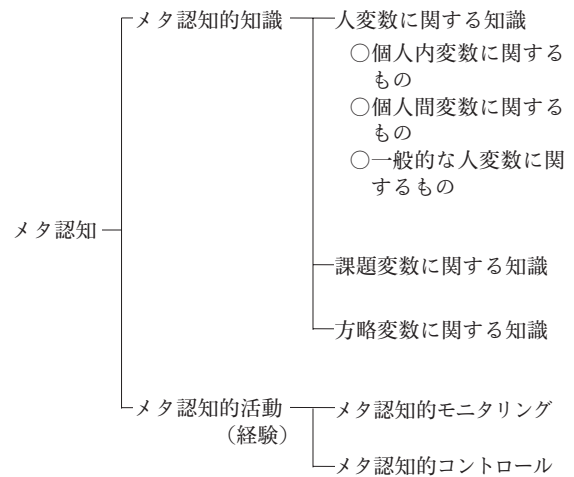 メタ認知
メタ認知的知識
人変数に関する知識
○個人内変数に関する
もの
○個人間変数に関する
もの
○一般的な人変数に関
するもの
課題変数に関する知識
方略変数に関する知識
メタ認知的活動
（経験）
メタ認知的モニタリング
メタ認知的コントロール